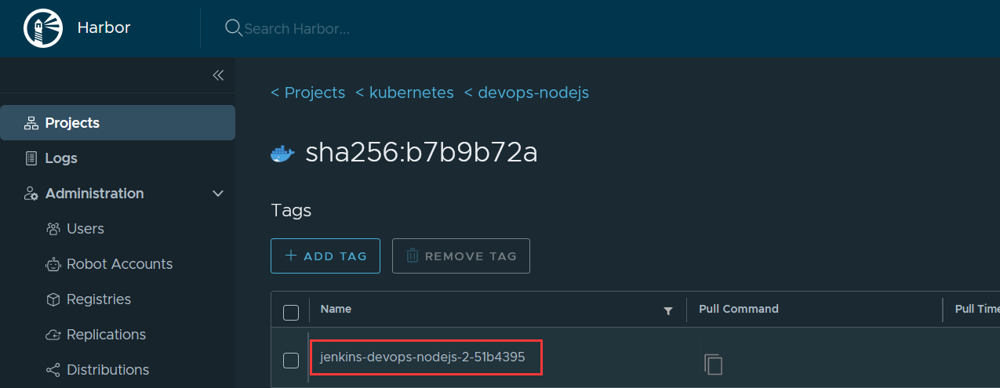 Harbor
Search Harbor...
< Projects < kubernetes < devops-nodejs
Projects
Logs
Administration
Users
Robot Accounts
Registries
Replications
Distributions
sha256:b7b9b72a
Tags
+ ADD TAG
REMOVE TAG
Name
Pull Command
Pull Time
jenkins-devops-nodejs-2-51b4395